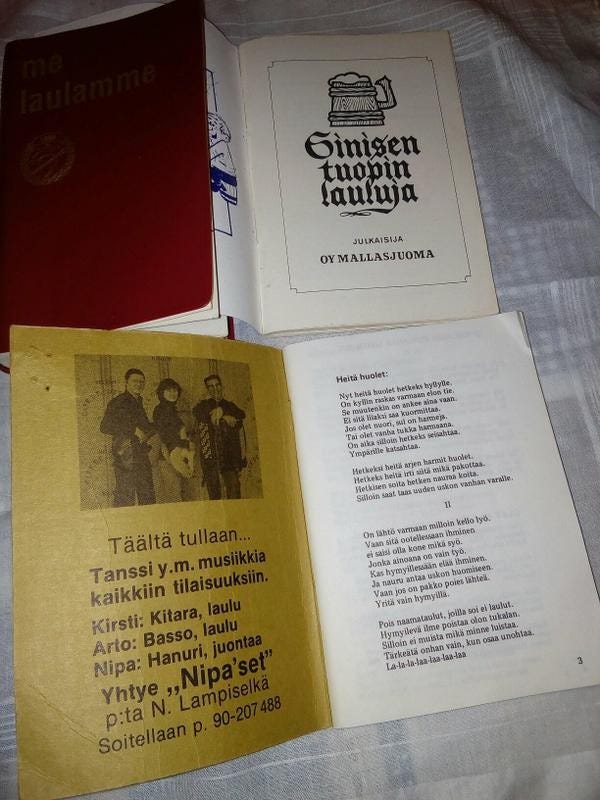 me
laulamme
Sinisen
tuopin
lauluja
JULKAISIJA
OY MALLASJUOMA
Täältä tullaan...
Tanssi y.m. musiikkia
kaikkiin tilaisuuksiin.
Kirsti: Kitara, laulu
Arto: Basso, laulu
Nipa: Hanuri, juontaa
Yhtye „Nipa'set”
p:ta N. Lampiselkä
Soitellaan p. 90-207488
Heitä huolet:
Nyt heitä huolet hetkeks hyllylle.
On kyllin raskas varmaan elon tie.
Se muutenkin on ankee aina vaan.
Ei sitä liiaksi saa kuormittaa.
Jos olet nuori, sul on harmeja.
Tai olet vanha tukka harmaana.
On aika silloin hetkeks seisahtaa.
Ympärille katsahtaa.
Hetkeksi heitä arjen harmit huolet.
Hetkeks heitä irti siitä mikä pakottaa.
Hetkisen soita hetken nauraa koita.
Silloin saat taas uuden uskon vanhan varalle.
II
On lähtö varmaan milloin kello lyö.
Vaan sitä ootellessaan ihminen
ei saisi olla kone mikä syö.
Jonka ainoana on vain työ.
Kas hymyillessään elää ihminen.
Ja nauru antaa uskon huomiseen.
Vaan jos on pakko poies lähteä.
Yritä vain hymyillä.
Pois naamataulut, joilla soi ei laulut.
Hymyilevä ilme poistaa olon tukalan.
Silloin ei muista mikä minne luistaa.
Tärkeätä onhan vain, kun osaa unohtaa.
La-la-la-laa-laa-laa-laa
3